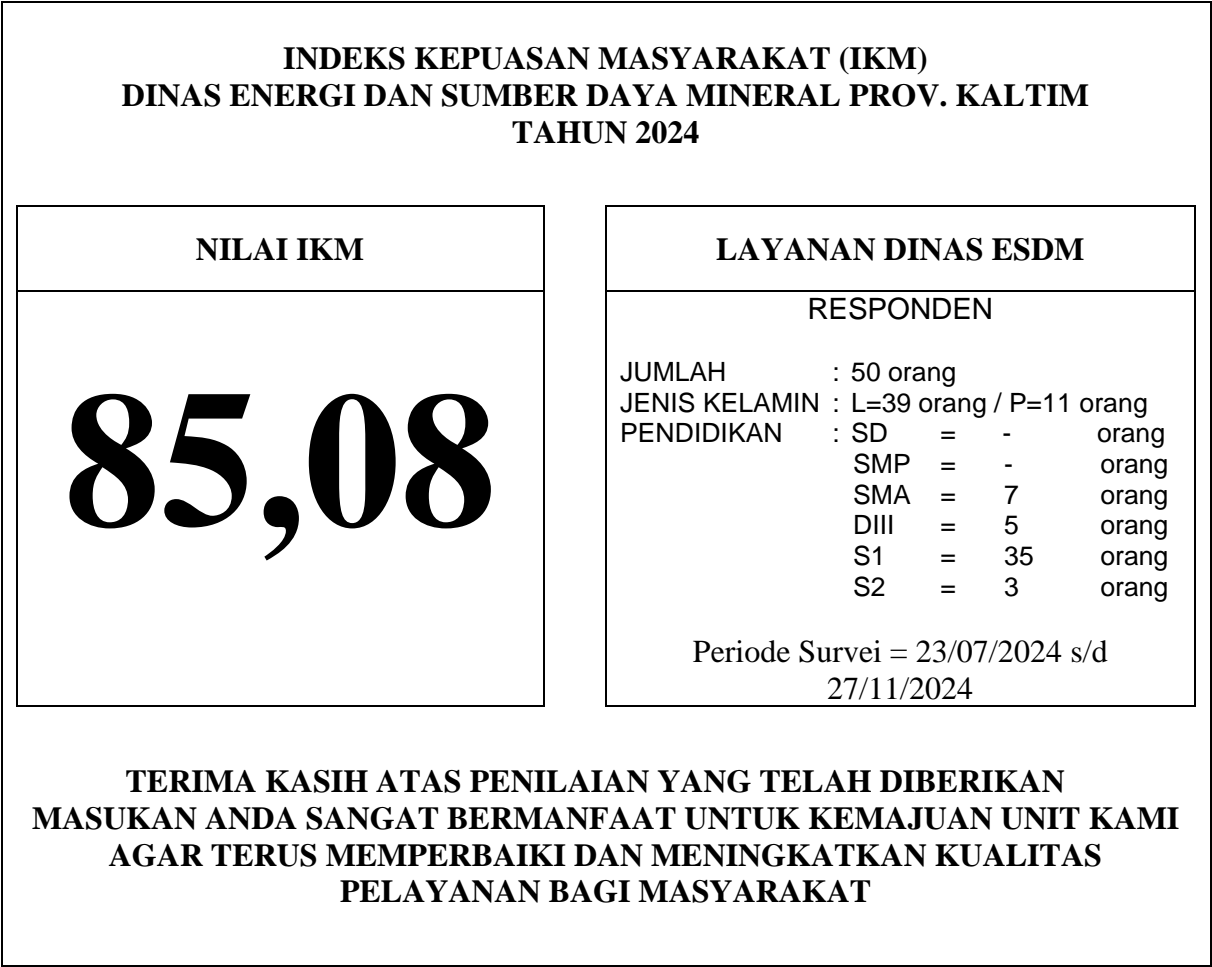 INDEKS KEPUASAN MASYARAKAT (IKM)
DINAS ENERGI DAN SUMBER DAYA MINERAL PROV. KALTIM
TAHUN 2024
NILAI IKM
85,08
LAYANAN DINAS ESDM
RESPONDEN
JUMLAH : 50 orang
JENIS KELAMIN : L=39 orang / P=11 orang
PENDIDIKAN : SD = - orang
SMP = - orang
SMA = 7 orang
DIII = 5 orang
S1 = 35 orang
S2 = 3 orang
Periode Survei = 23/07/2024 s/d
27/11/2024
TERIMA KASIH ATAS PENILAIAN YANG TELAH DIBERIKAN
MASUKAN ANDA SANGAT BERMANFAAT UNTUK KEMAJUAN UNIT KAMI
AGAR TERUS MEMPERBAIKI DAN MENINGKATKAN KUALITAS
PELAYANAN BAGI MASYARAKAT